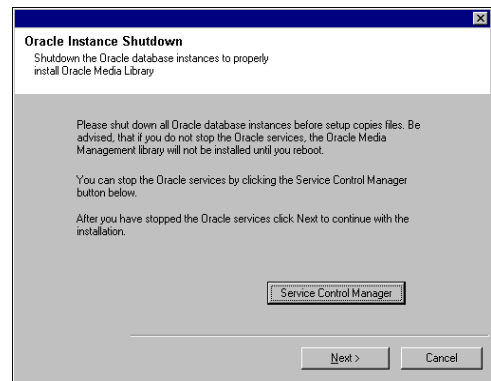 Oracle Instance Shutdown
Shutdown the Oracle database instances to properly
install Oracle Media Library
Please shut down all Oracle database instances before setup copies files. Be
advised, that if you do not stop the Oracle services, the Oracle Media
Management library will not be installed until you reboot.
You can stop the Oracle services by clicking the Service Control Manager
button below.
After you have stopped the Oracle services click Next to continue with the
installation.
Service Control Manager
Next >
Cancel